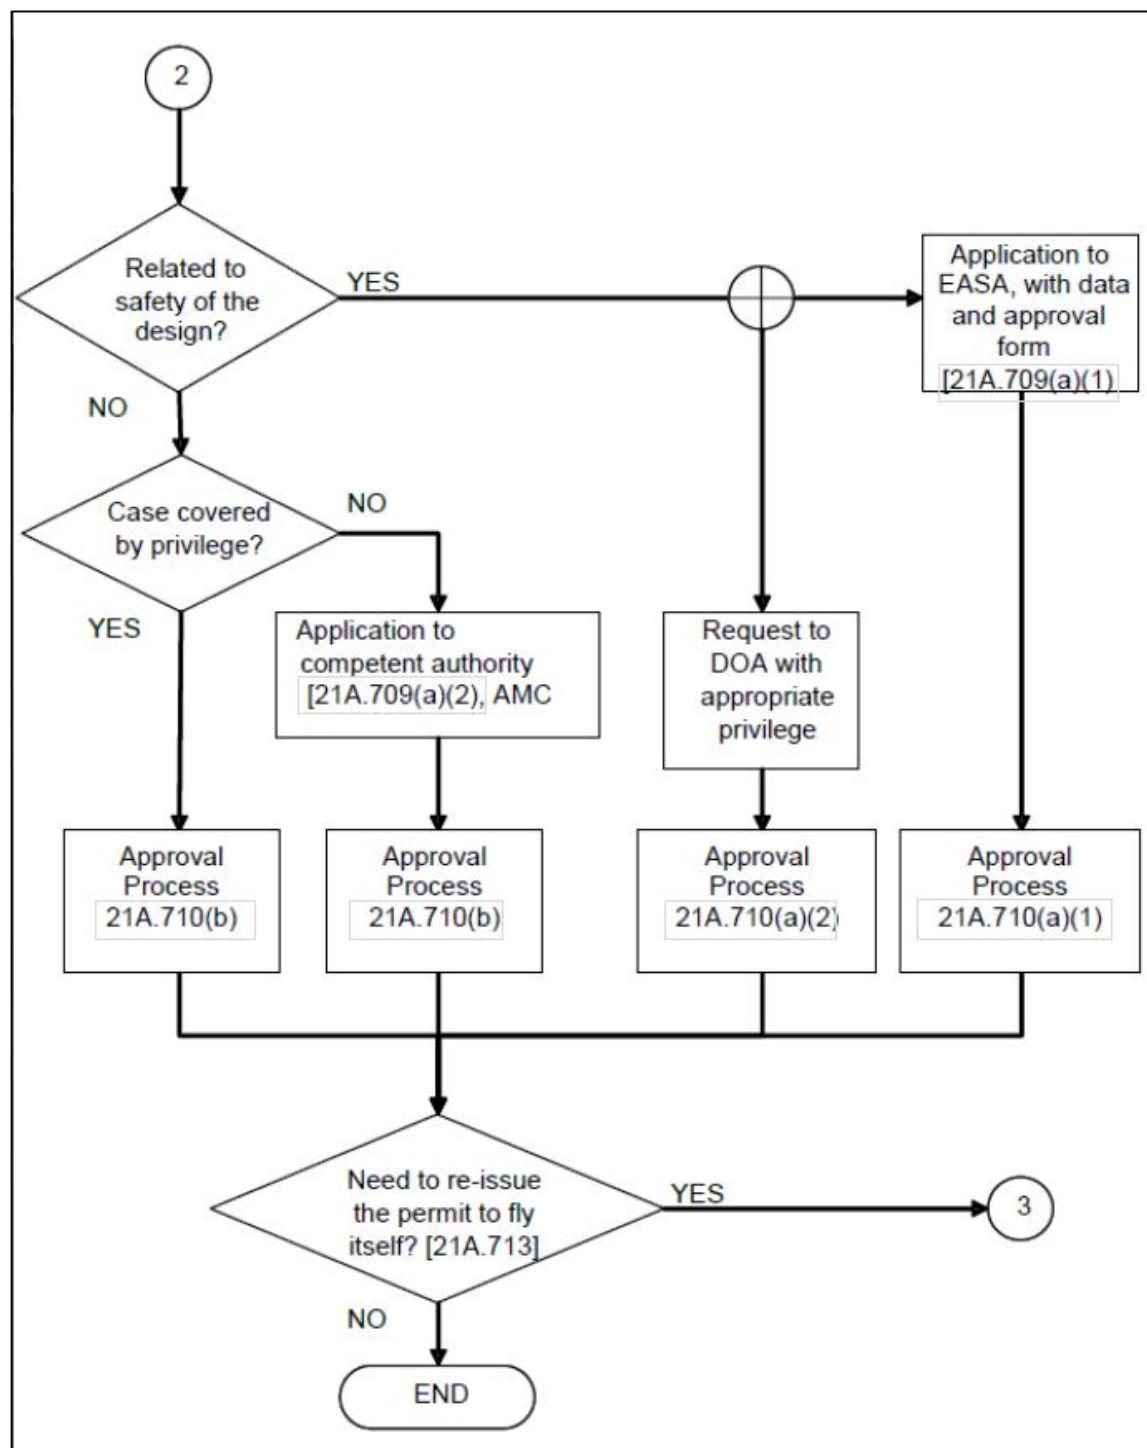 2
Related to
safety of the
design?
YES
Application to
EASA, with data
and approval
form
[21A.709(a)(1)
NO
Case covered
by privilege?
NO
YES
Application to
competent authority
[21A.709(a)(2), AMC
Request to
DOA with
appropriate
privilege
Approval
Process
21A.710(b)
Approval
Process
21A.710(b)
Approval
Process
21A.710(a)(2)
Approval
Process
21A.710(a)(1)
Need to re-issue
the permit to fly
itself? [21A.713]
YES
3
NO
END